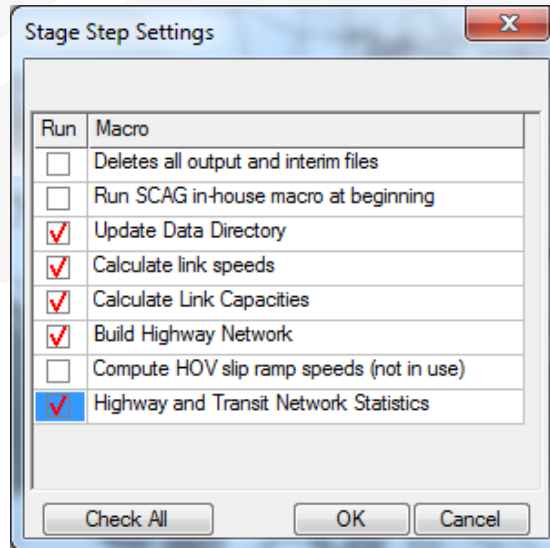 Stage Step Settings
Run Macro
Deletes all output and interim files
Run SCAG in-house macro at beginning
Update Data Directory
Calculate link speeds
Calculate Link Capacities
Build Highway Network
Compute HOV slip ramp speeds (not in use)
Highway and Transit Network Statistics
Check All OK Cancel